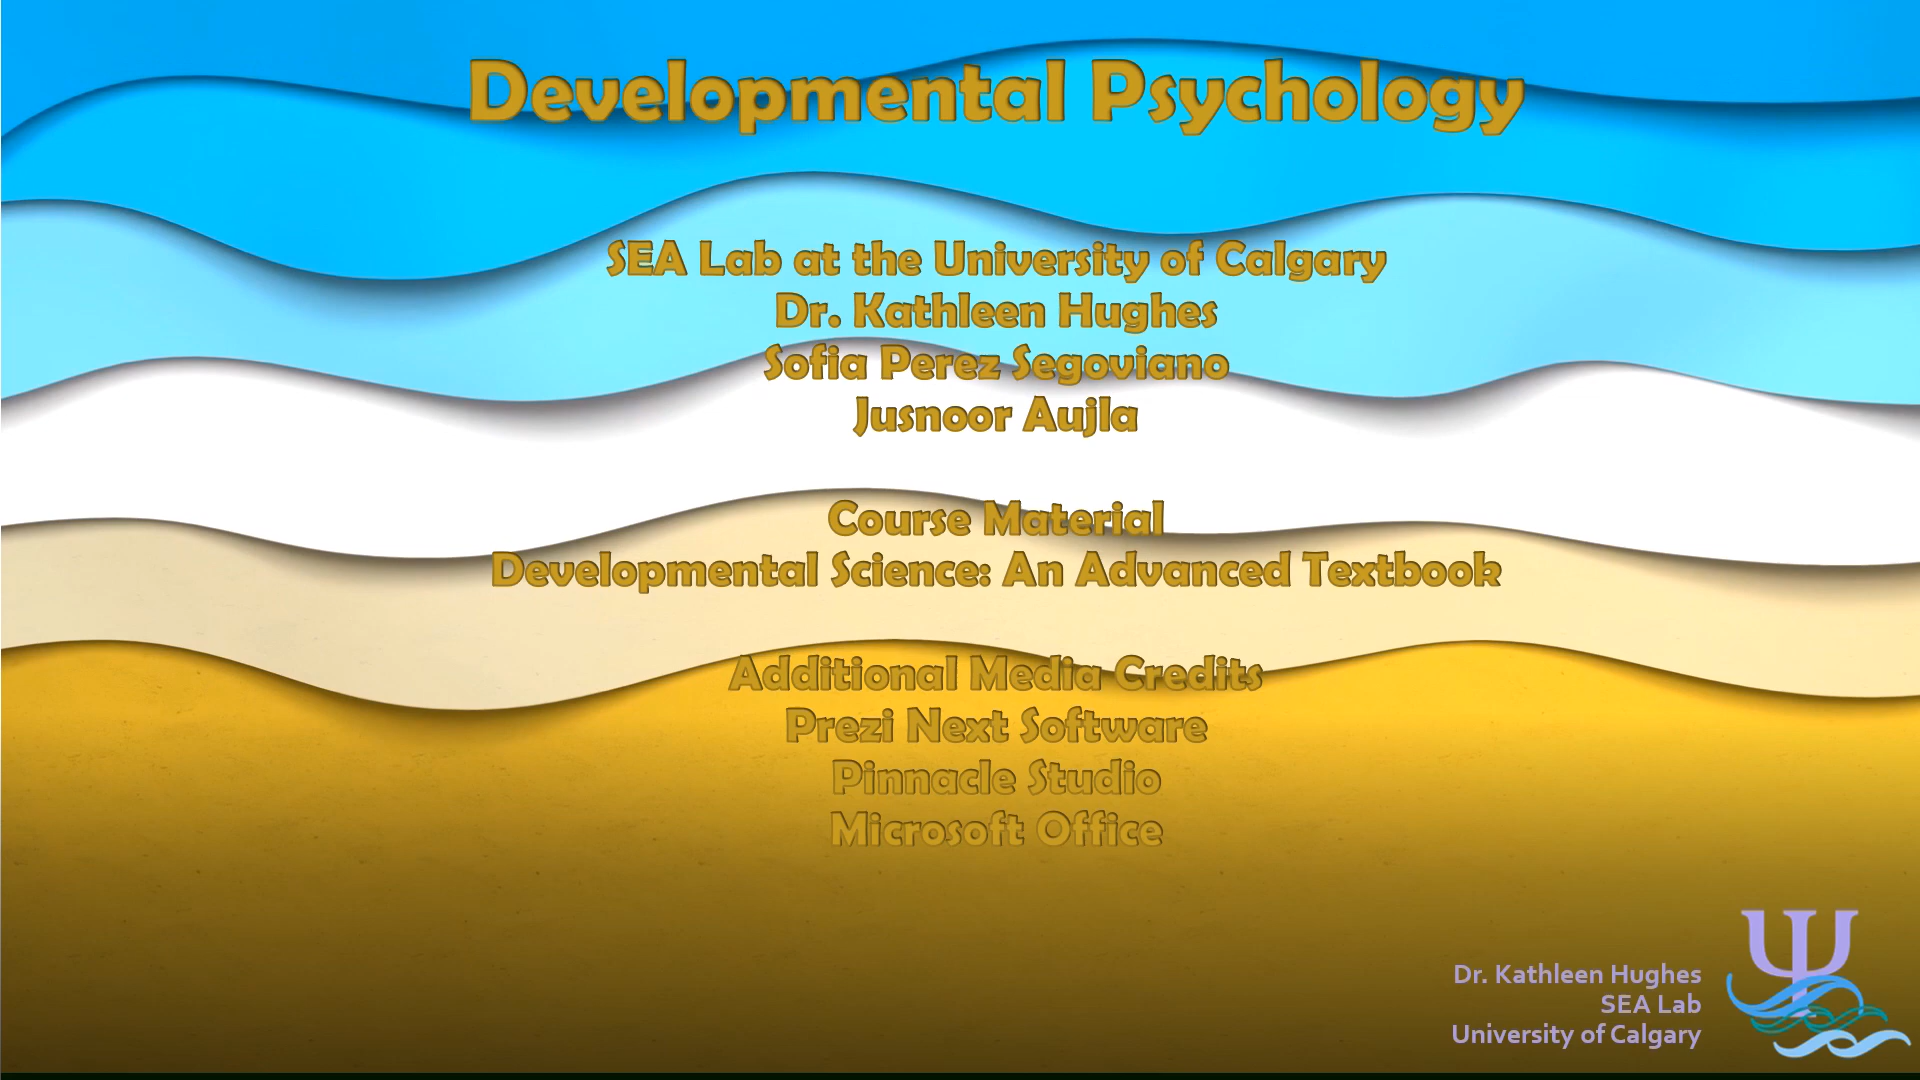 Developmental Psychology
SEA Lab at the University of Calgary
Dr. Kathleen Hughes
Sofia Perez Segoviano
Jusnoor Aujla
Course Material
Developmental Science: An Advanced Textbook
Additional Media Credits
Prezi Next Software
Pinnacle Studio
Microsoft Office
Dr. Kathleen Hughes
SEA Lab
University of Calgary